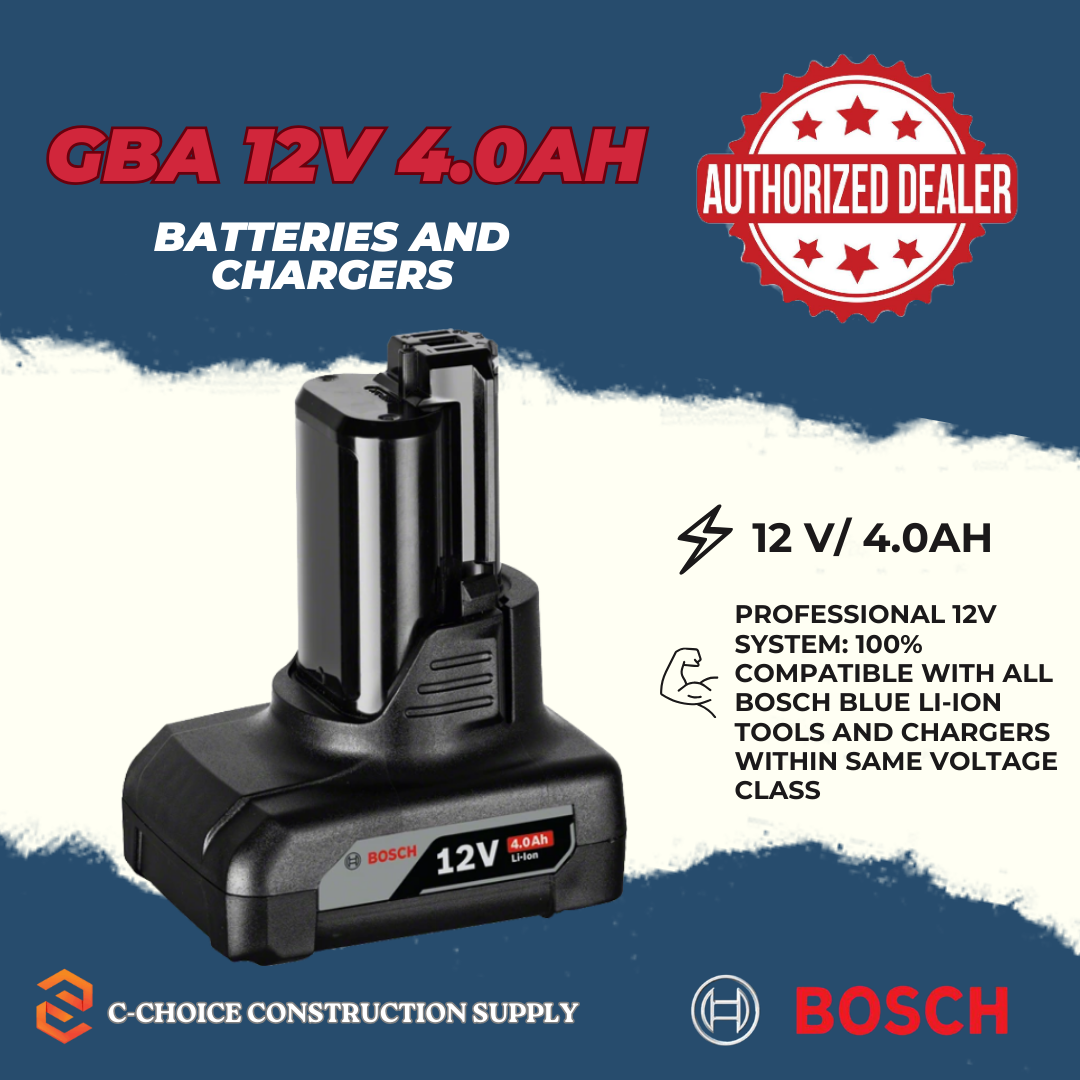 GBA 12V 4.0AH
BATTERIES AND
CHARGERS
AUTHORIZED DEALER
12 V/ 4.0AH
PROFESSIONAL 12V
SYSTEM: 100%
COMPATIBLE WITH ALL
BOSCH BLUE LI-ION
TOOLS AND CHARGERS
WITHIN SAME VOLTAGE
CLASS
BOSCH
12V
4.0Ah
Li-Ion
C-CHOICE CONSTRUCTION SUPPLY
BOSCH